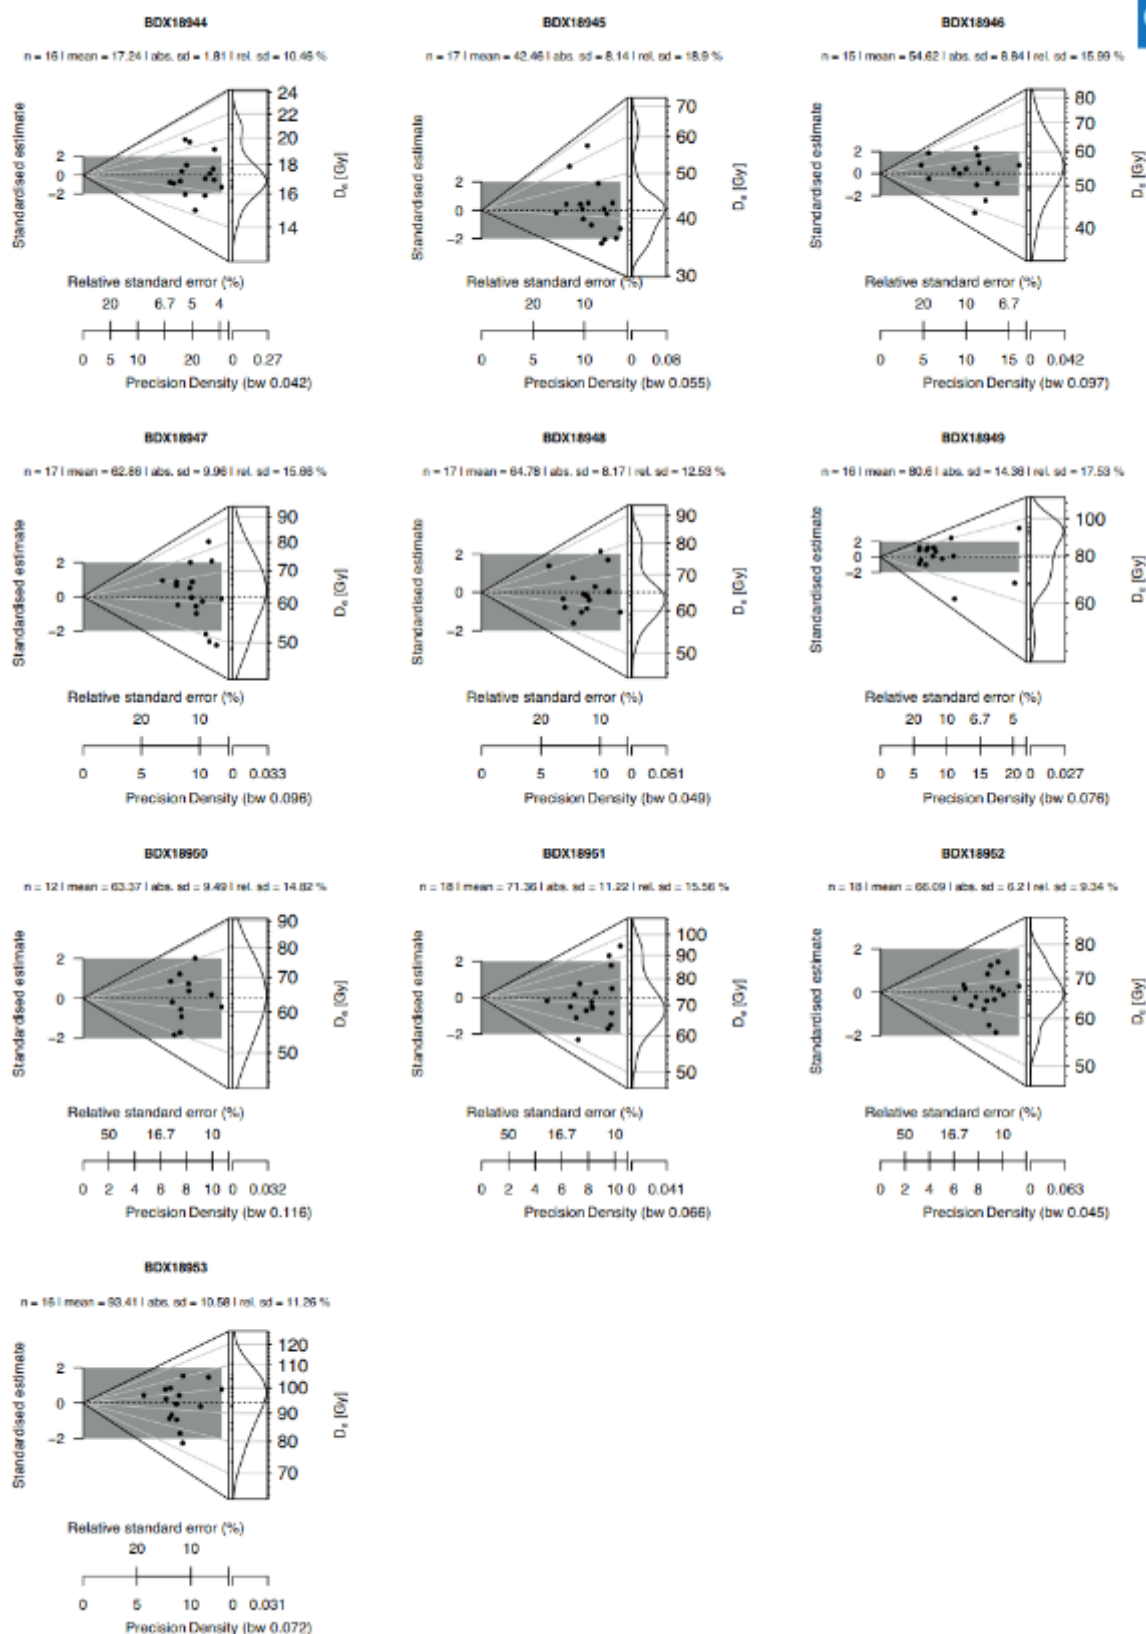 BDX18944
n = 16 | mean = 17.24 | abs. sd = 1.81 | rel. sd = 10.46 %
Standardised estimate
2
0
−2
24
22
20
18
16
14
Dₑ [Gy]
Relative standard error (%)
20 6.7 5 4
0 5 10 20 0 0.27
Precision Density (bw 0.042)
BDX18945
n = 17 | mean = 42.46 | abs. sd = 8.14 | rel. sd = 18.9 %
Standardised estimate
2
0
−2
70
60
50
40
30
Dₑ [Gy]
Relative standard error (%)
20 10
0 5 10 0 0.08
Precision Density (bw 0.055)
BDX18946
n = 15 | mean = 54.62 | abs. sd = 8.84 | rel. sd = 15.99 %
Standardised estimate
2
0
−2
80
70
60
50
40
Dₑ [Gy]
Relative standard error (%)
20 10 6.7
0 5 10 15 0 0.042
Precision Density (bw 0.097)
BDX18947
n = 17 | mean = 62.86 | abs. sd = 9.96 | rel. sd = 15.66 %
Standardised estimate
2
0
−2
90
80
70
60
50
Dₑ [Gy]
Relative standard error (%)
20 10
0 5 10 0 0.033
Precision Density (bw 0.096)
BDX18948
n = 17 | mean = 64.78 | abs. sd = 8.17 | rel. sd = 12.53 %
Standardised estimate
2
0
−2
90
80
70
60
50
Dₑ [Gy]
Relative standard error (%)
20 10
0 5 10 0 0.061
Precision Density (bw 0.049)
BDX18949
n = 16 | mean = 80.6 | abs. sd = 14.36 | rel. sd = 17.53 %
Standardised estimate
2
0
−2
100
80
60
Dₑ [Gy]
Relative standard error (%)
20 10 6.7 5
0 5 10 15 20 0 0.027
Precision Density (bw 0.076)
BDX18950
n = 12 | mean = 63.37 | abs. sd = 9.49 | rel. sd = 14.82 %
Standardised estimate
2
0
−2
90
80
70
60
50
Dₑ [Gy]
Relative standard error (%)
50 16.7 10
0 2 4 6 8 10 0 0.032
Precision Density (bw 0.116)
BDX18951
n = 18 | mean = 71.36 | abs. sd = 11.22 | rel. sd = 15.56 %
Standardised estimate
2
0
−2
100
90
80
70
60
50
Dₑ [Gy]
Relative standard error (%)
50 16.7 10
0 2 4 6 8 10 0 0.041
Precision Density (bw 0.066)
BDX18952
n = 18 | mean = 66.09 | abs. sd = 6.2 | rel. sd = 9.34 %
Standardised estimate
2
0
−2
80
70
60
50
Dₑ [Gy]
Relative standard error (%)
50 16.7 10
0 2 4 6 8 0 0.063
Precision Density (bw 0.045)
BDX18953
n = 16 | mean = 93.41 | abs. sd = 10.58 | rel. sd = 11.26 %
Standardised estimate
2
0
−2
120
110
100
90
80
70
Dₑ [Gy]
Relative standard error (%)
20 10
0 5 10 0 0.031
Precision Density (bw 0.072)